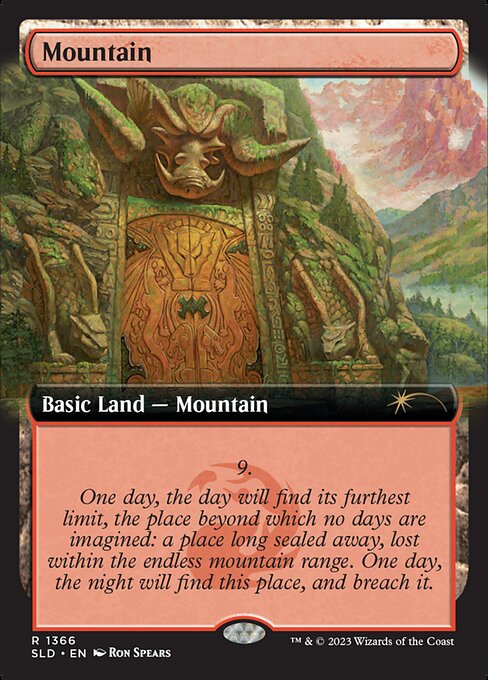 Mountain
Basic Land — Mountain
9.
One day, the day will find its furthest
limit, the place beyond which no days are
imagined: a place long sealed away, lost
within the endless mountain range. One day,
the night will find this place, and breach it.
R 1366
SLD • EN Ron Spears
™ & © 2023 Wizards of the Coast